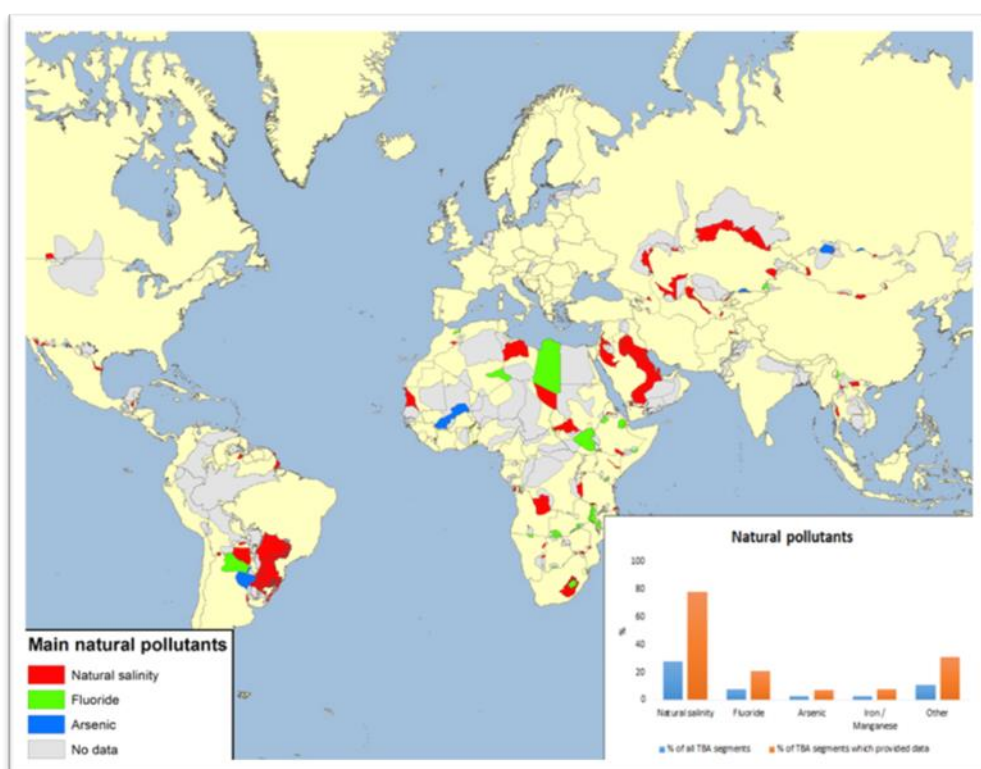 Main natural pollutants
Natural salinity
Fluoride
Arsenic
No data
Natural pollutants
100
80
60
40
20
0
%
Natural salinity
Fluoride
Arsenic
Iron /
Manganese
Other
% of all TBA segments
% of TBA segments which provided data